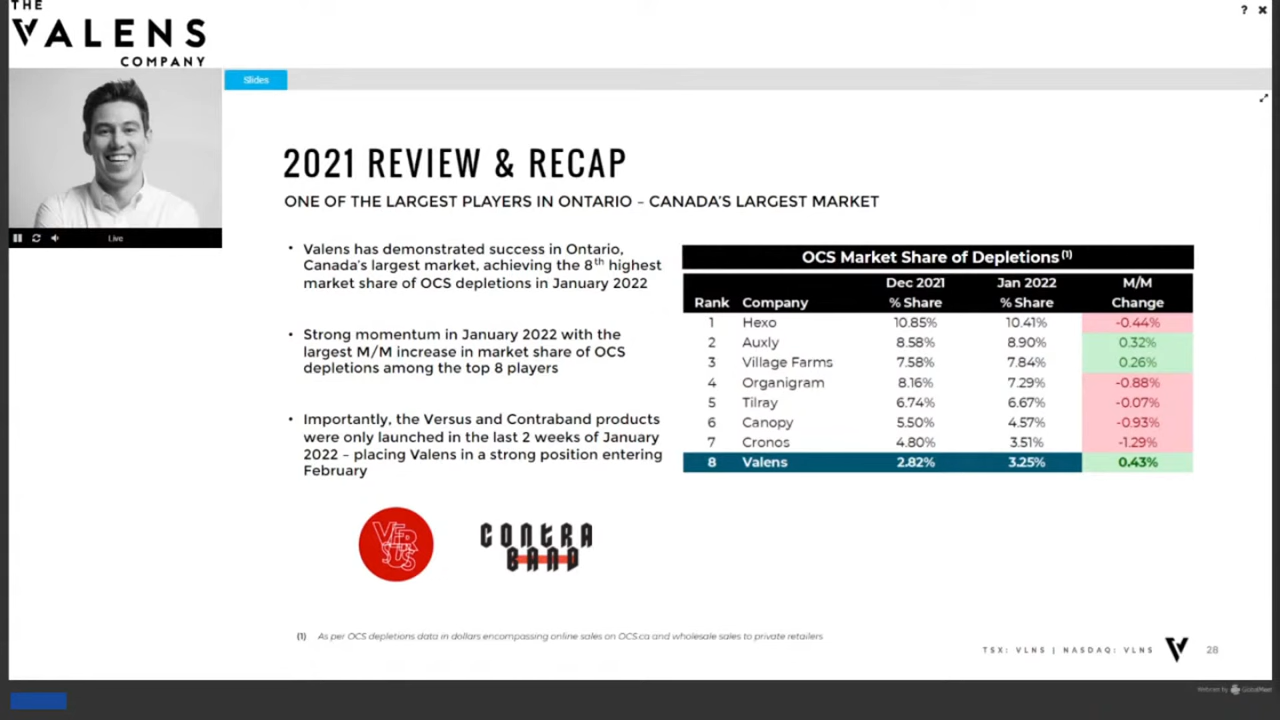 THE
VALENS
COMPANY
? ×
Slides
Live
2021 REVIEW & RECAP
ONE OF THE LARGEST PLAYERS IN ONTARIO – CANADA'S LARGEST MARKET
• Valens has demonstrated success in Ontario,
Canada's largest market, achieving the 8th highest
market share of OCS depletions in January 2022
• Strong momentum in January 2022 with the
largest M/M increase in market share of OCS
depletions among the top 8 players
• Importantly, the Versus and Contraband products
were only launched in the last 2 weeks of January
2022 – placing Valens in a strong position entering
February
VERSUS
CONTRABAND
OCS Market Share of Depletions (1)
Dec 2021 Jan 2022 M/M
Rank Company % Share % Share Change
1 Hexo 10.85% 10.41% -0.44%
2 Auxly 8.58% 8.90% 0.32%
3 Village Farms 7.58% 7.84% 0.26%
4 Organigram 8.16% 7.29% -0.88%
5 Tilray 6.74% 6.67% -0.07%
6 Canopy 5.50% 4.57% -0.93%
7 Cronos 4.80% 3.51% -1.29%
8 Valens 2.82% 3.25% 0.43%
(1) As per OCS depletions data in dollars encompassing online sales on OCS.ca and wholesale sales to private retailers
TSX: VLNS | NASDAQ: VLNS 28
Webcast by GlobalMeet